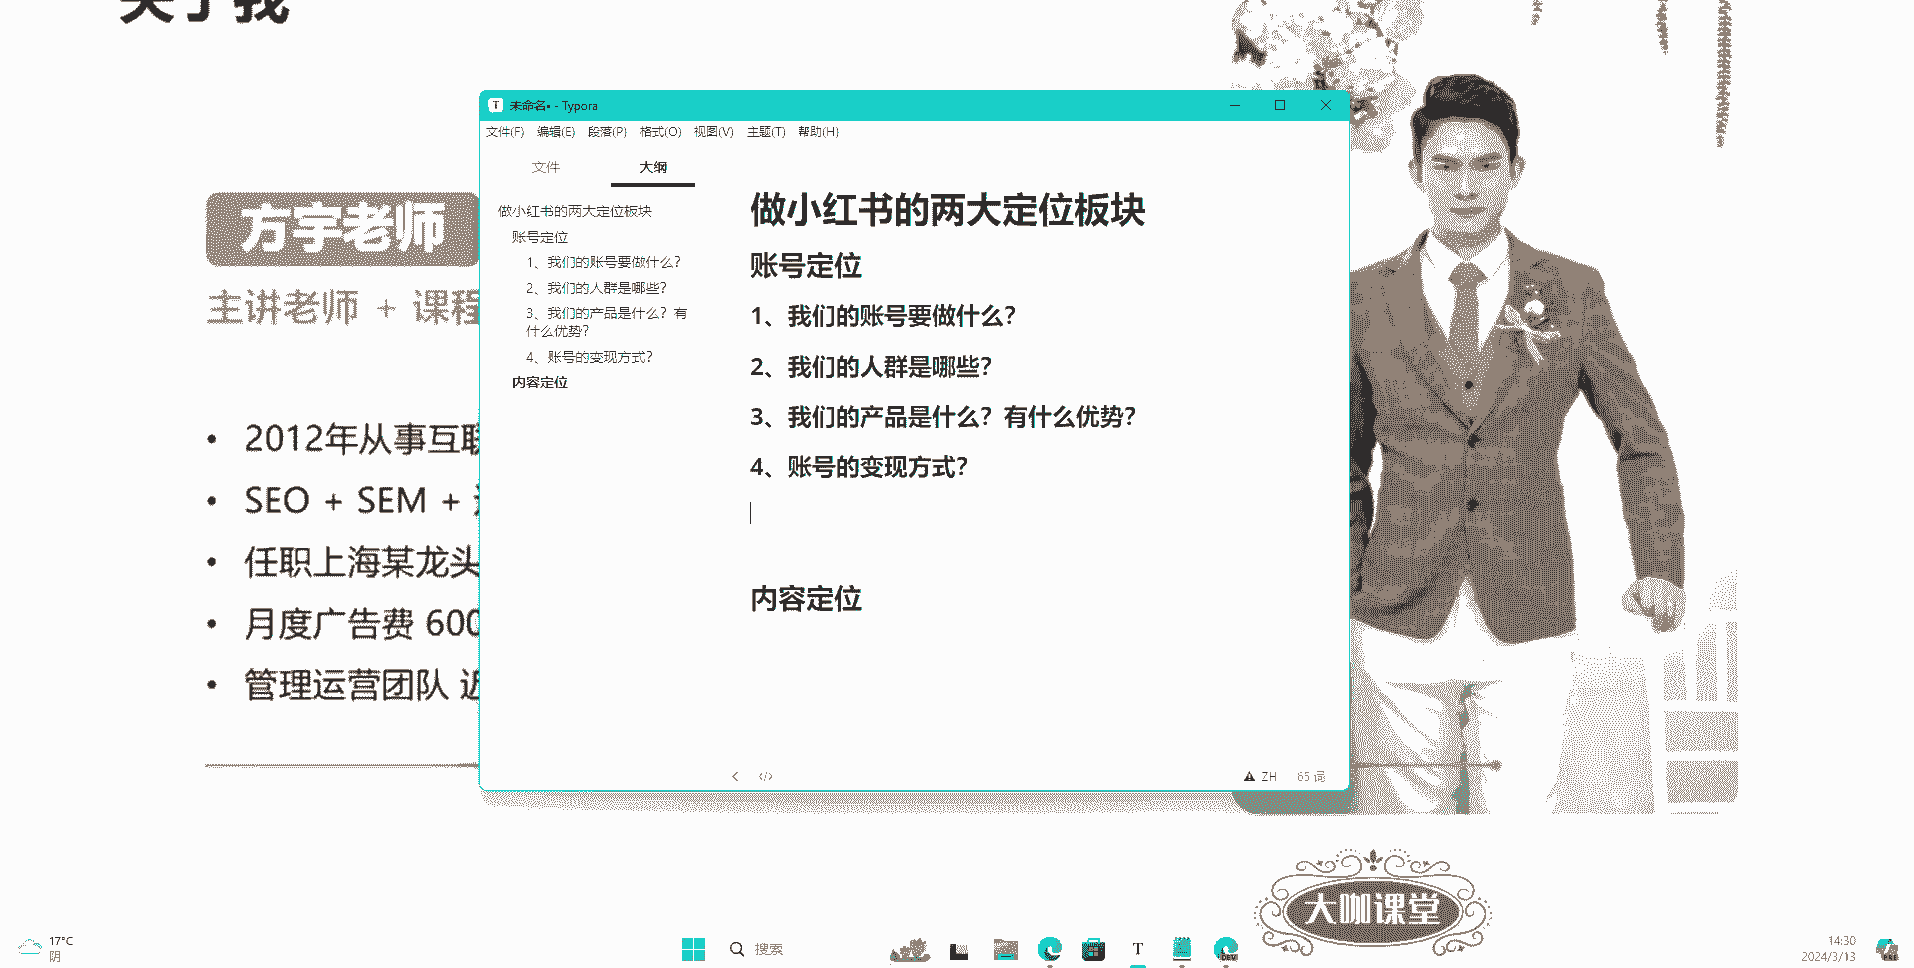 关于我
方宇老师
主讲老师 + 课程
2012年从事互联
SEO + SEM +
任职上海某龙头
月度广告费 600
管理运营团队 近
未命名• - Typora
文件(F) 编辑(E) 段落(P) 格式(O) 视图(V) 主题(T) 帮助(H)
文件 大纲
做小红书的两大定位板块
账号定位
1、我们的账号要做什么？
2、我们的人群是哪些？
3、我们的产品是什么？有
什么优势？
4、账号的变现方式？
内容定位
做小红书的两大定位板块
账号定位
1、我们的账号要做什么？
2、我们的人群是哪些？
3、我们的产品是什么？有什么优势？
4、账号的变现方式？
内容定位
ZH 65 词
大咖课堂
17°C
阴
搜索
T
DEV
14:30
2024/3/13
PRE